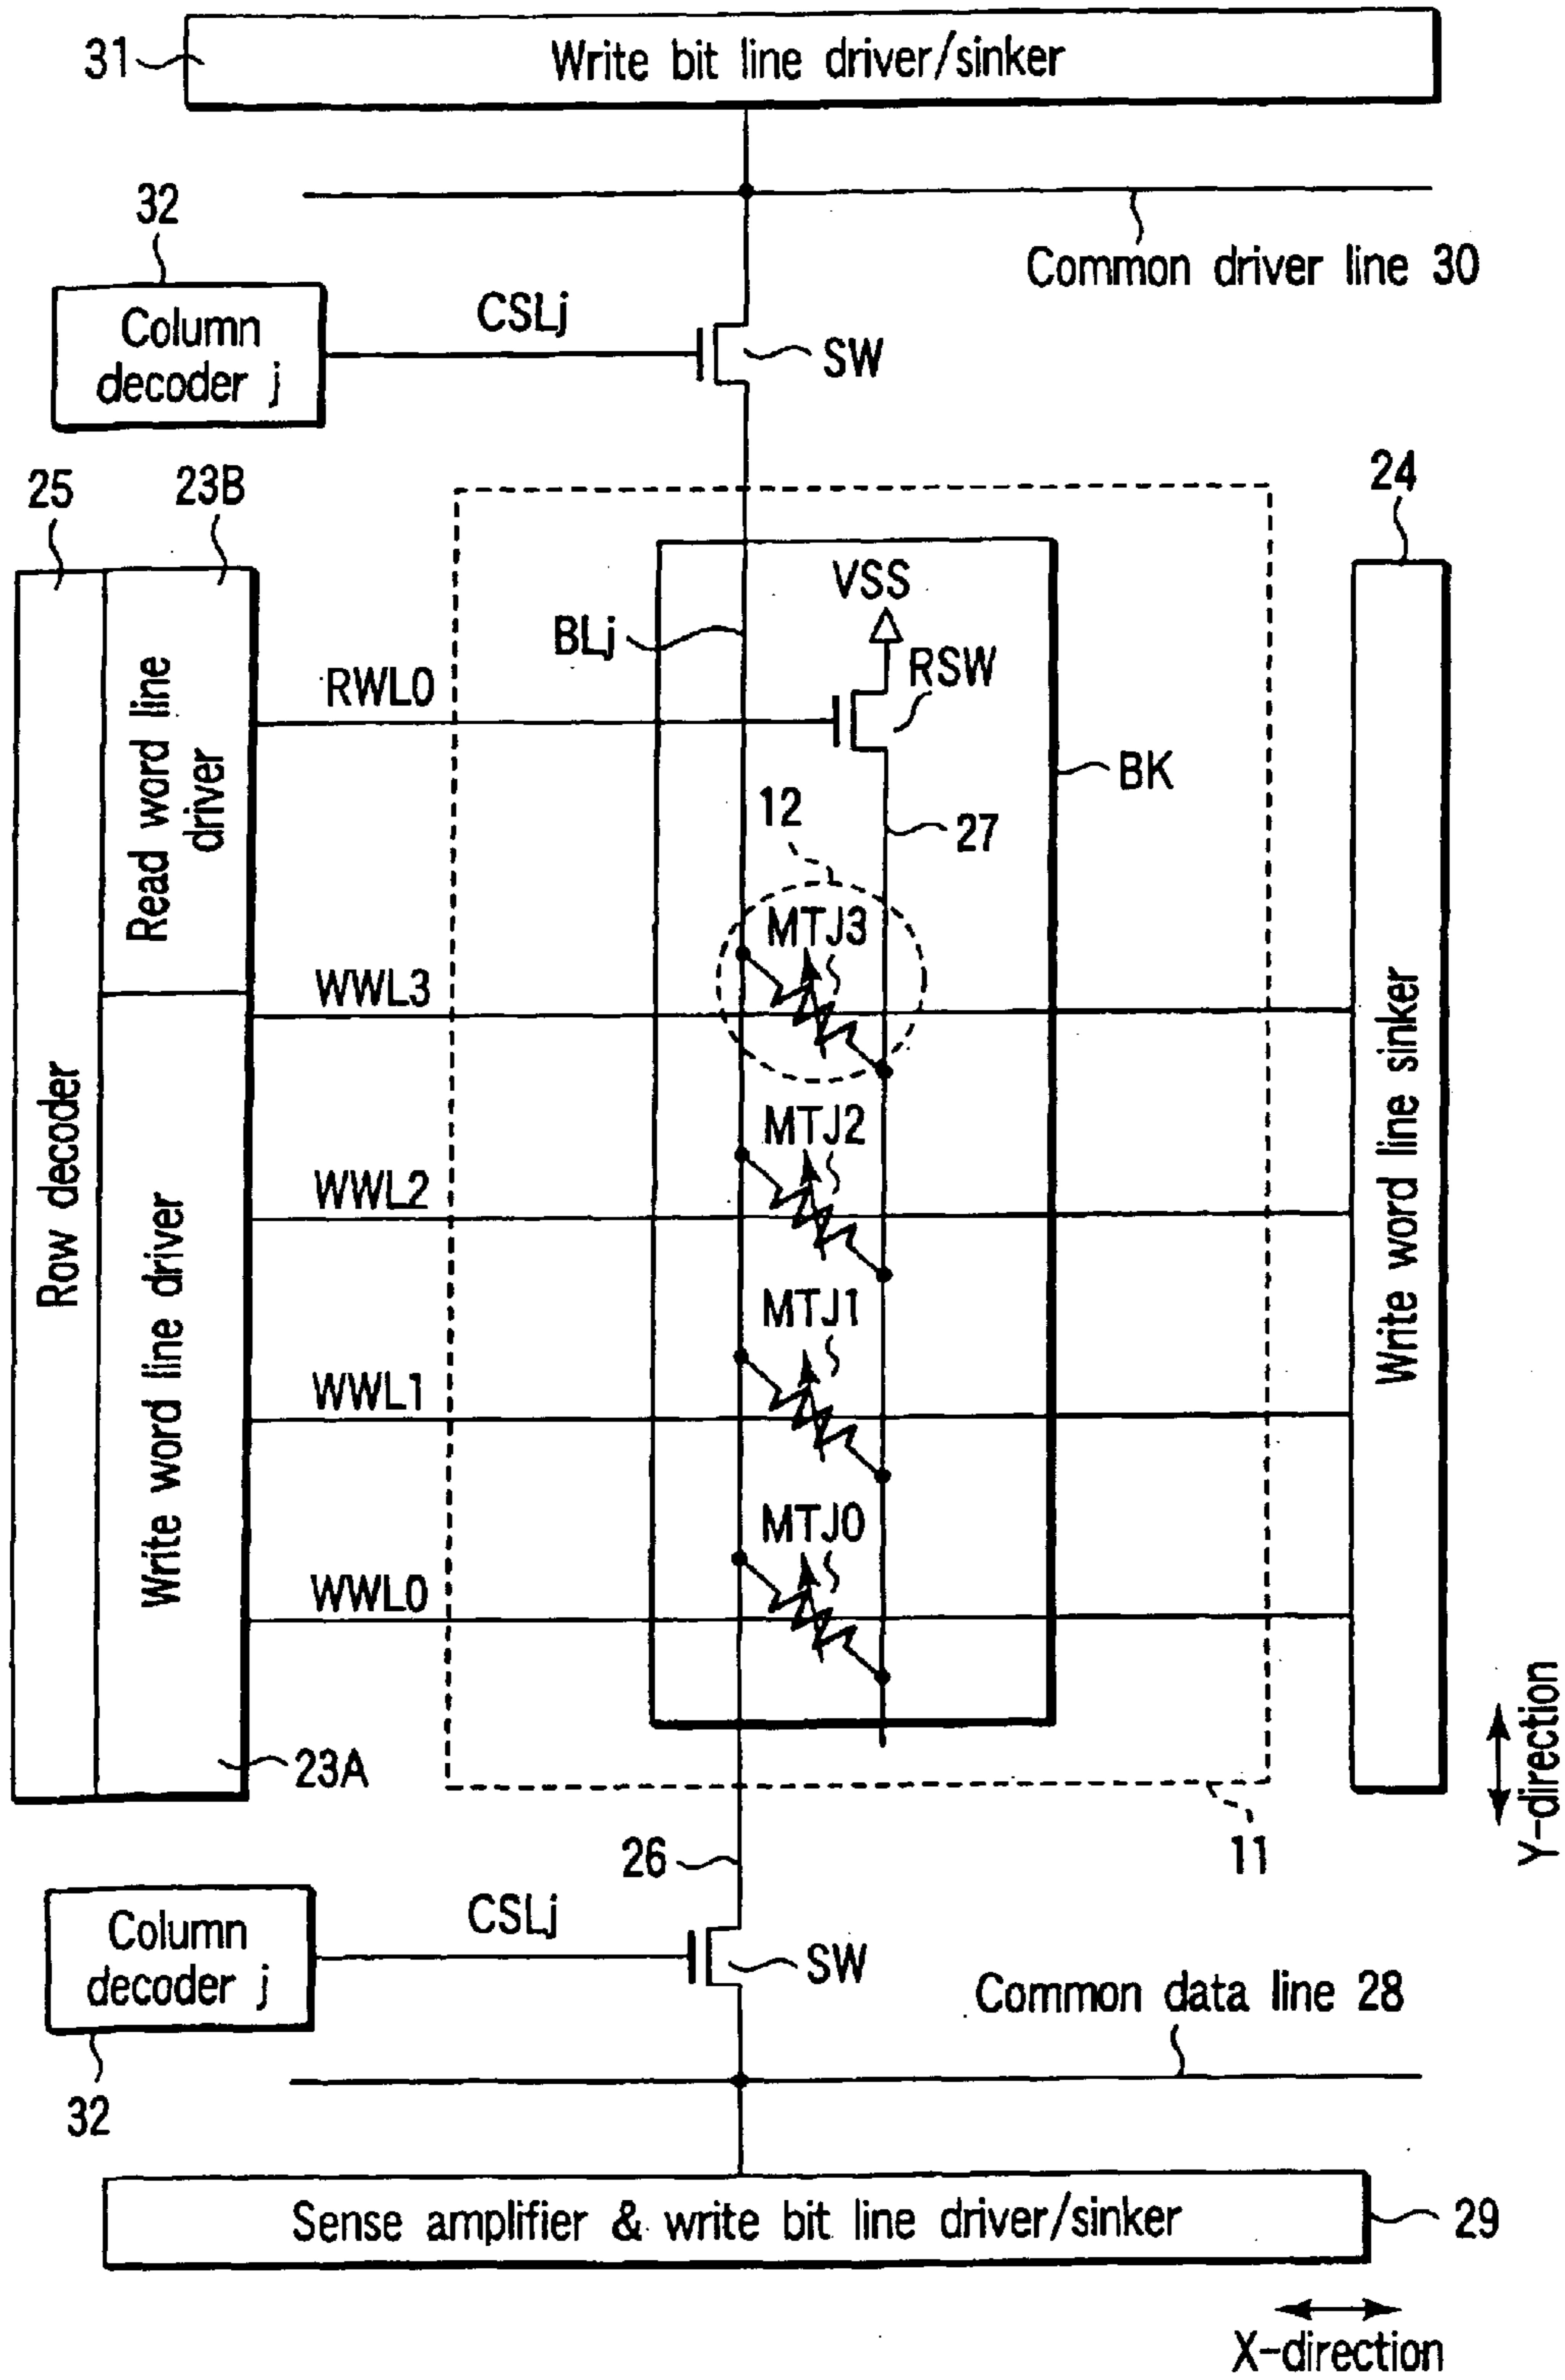 31
Write bit line driver/sinker
32
Common driver line 30
Column
decoder j
CSLj
SW
25
23B
24
VSS
BLj
RSW
RWL0
Read word line
driver
BK
12
27
MTJ3
WWL3
Write word line sinker
Row decoder
MTJ2
WWL2
Write word line driver
MTJ1
WWL1
MTJ0
WWL0
23A
Y-direction
11
26
Column
decoder j
CSLj
SW
Common data line 28
32
Sense amplifier & write bit line driver/sinker
29
X-direction